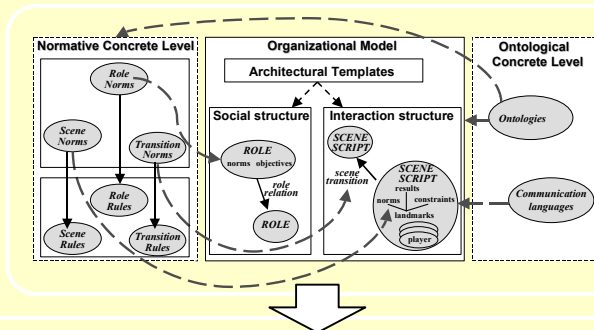 Normative Concrete Level
Role
Norms
Scene
Norms
Transition
Norms
Role
Rules
Scene
Rules
Transition
Rules
Organizational Model
Architectural Templates
Social structure
ROLE
norms objectives
role
relation
ROLE
Interaction structure
SCENE
SCRIPT
scene
transition
SCENE
SCRIPT
results
norms constraints
landmarks
player
Ontological
Concrete Level
Ontologies
Communication
languages